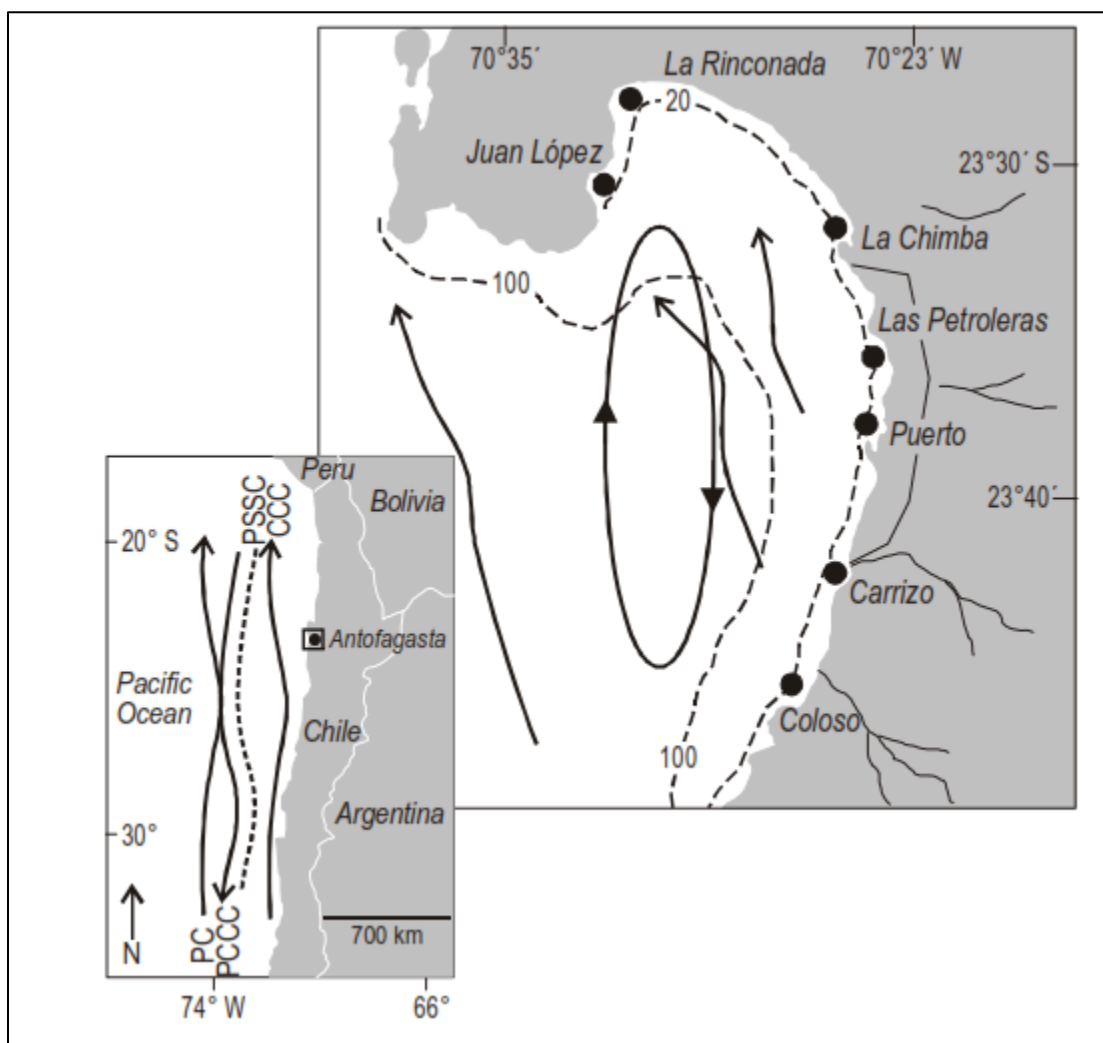 70°35´
70°23´ W
La Rinconada
20
Juan López
23°30´ S
La Chimba
100
Las Petroleras
Puerto
23°40´
Carrizo
Coloso
100
Peru
Bolivia
PSSC
CCC
20° S
Antofagasta
Pacific
Ocean
Chile
Argentina
30°
PC
PCCC
N
700 km
74° W
66°